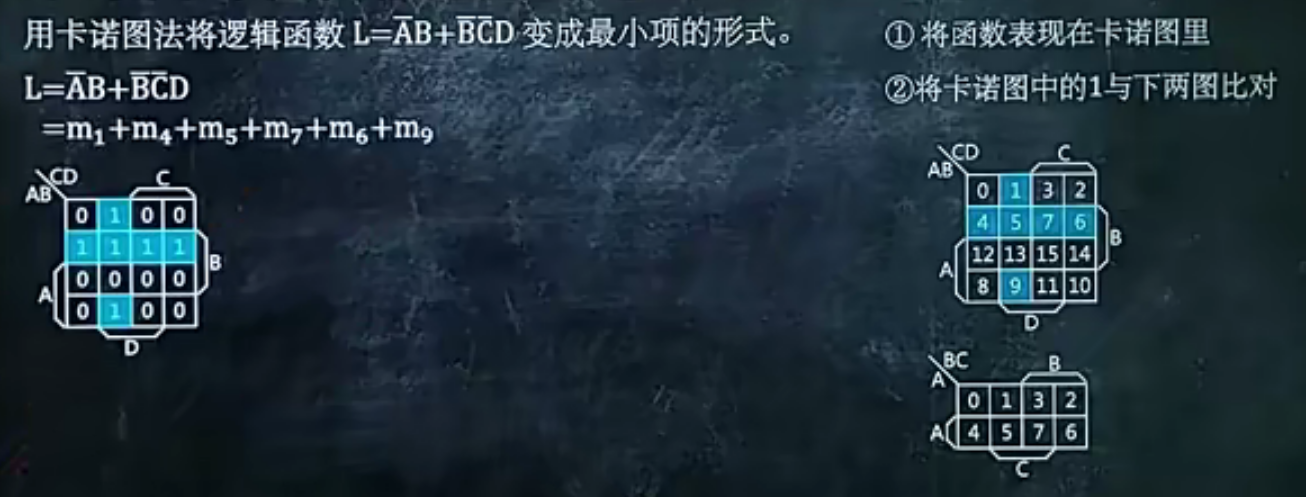 用卡诺图法将逻辑函数 L=A̅B+B̅C̅D 变成最小项的形式。
L=A̅B+B̅C̅D
=m₁+m₄+m₅+m₇+m₆+m₉
CD
AB
C
0 1 0 0
1 1 1 1
B
0 0 0 0
A
0 1 0 0
D
① 将函数表现在卡诺图里
②将卡诺图中的1与下两图比对
CD
AB
C
0 1 3 2
4 5 7 6
B
12 13 15 14
A
8 9 11 10
D
BC
A
B
0 1 3 2
A
4 5 7 6
C